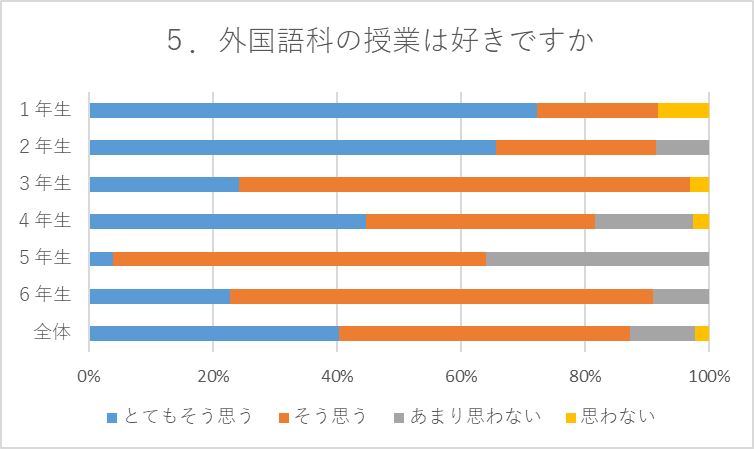 ５．外国語科の授業は好きですか
１年生
２年生
３年生
４年生
５年生
６年生
全体
0% 20% 40% 60% 80% 100%
とてもそう思う そう思う あまり思わない 思わない